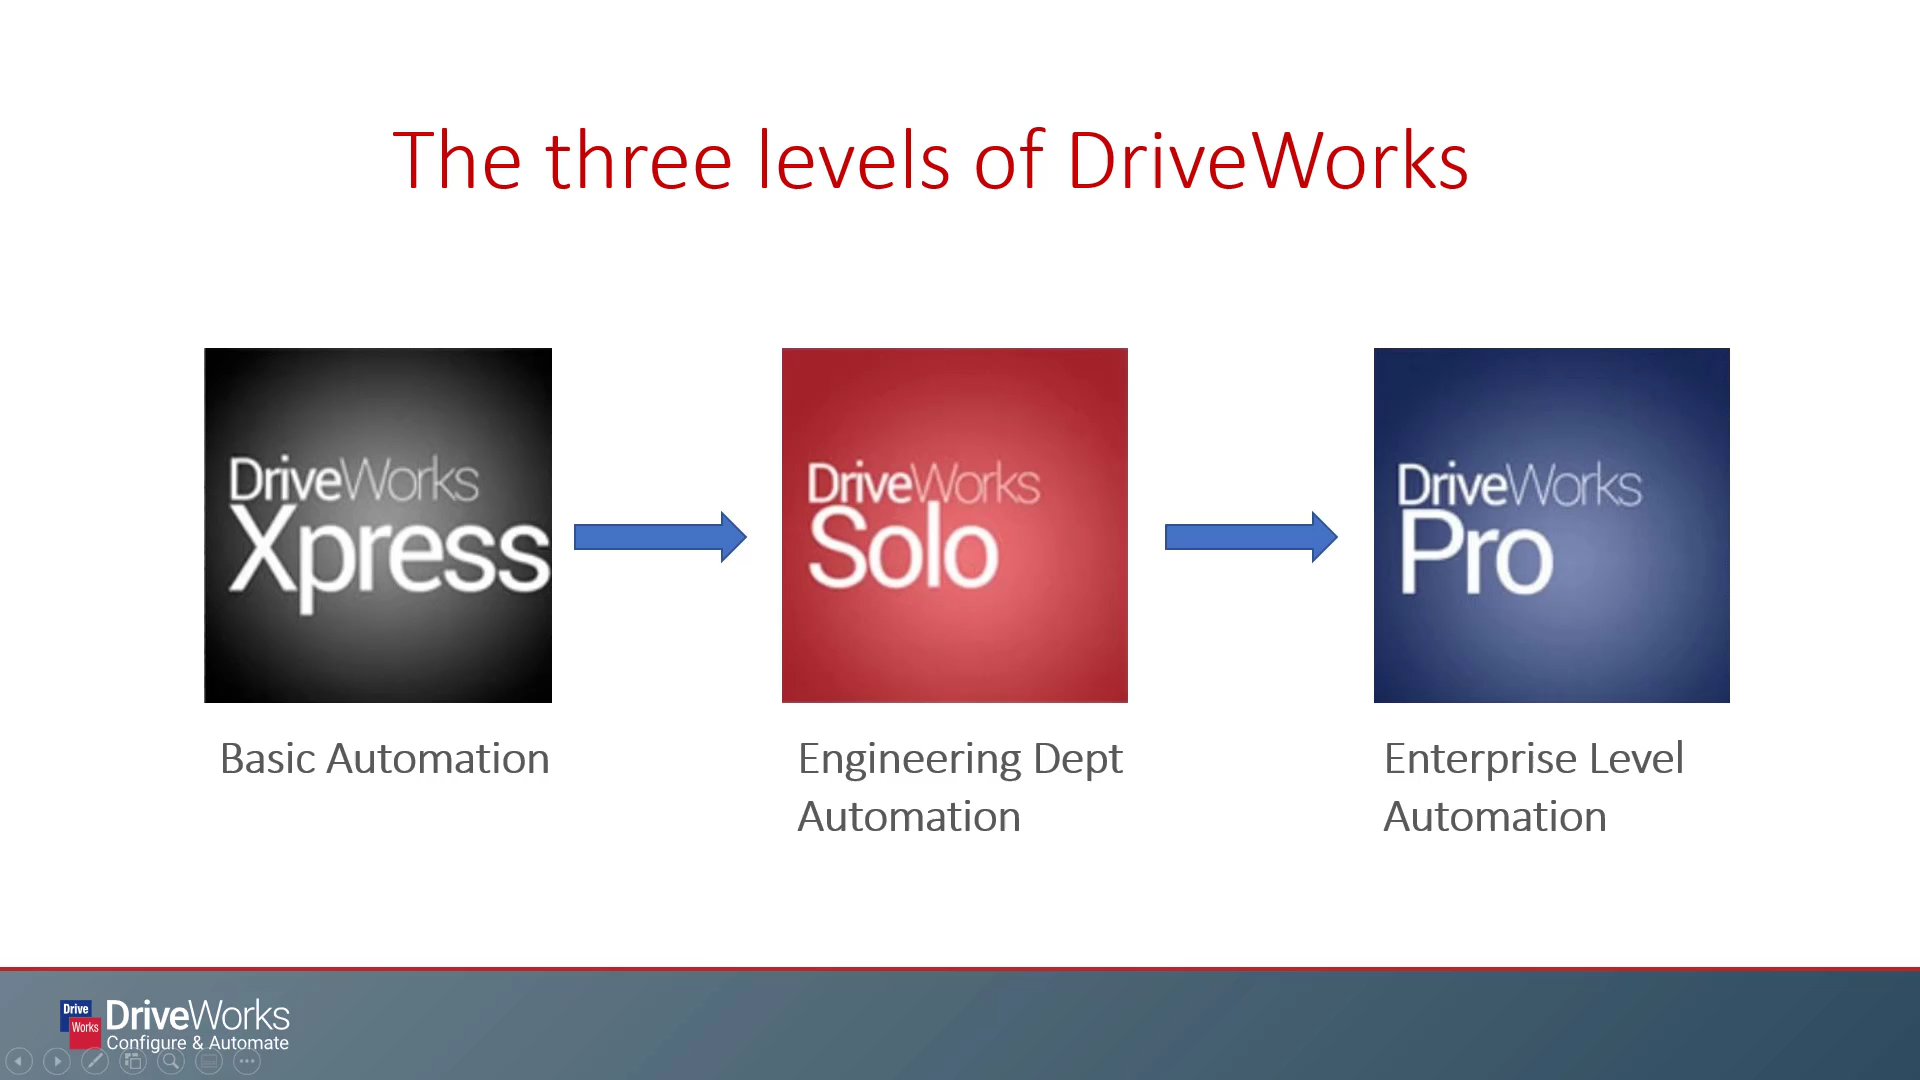 The three levels of DriveWorks
DriveWorks
Xpress
DriveWorks
Solo
DriveWorks
Pro
Basic Automation
Engineering Dept
Automation
Enterprise Level
Automation
Drive
Works
DriveWorks
Configure & Automate